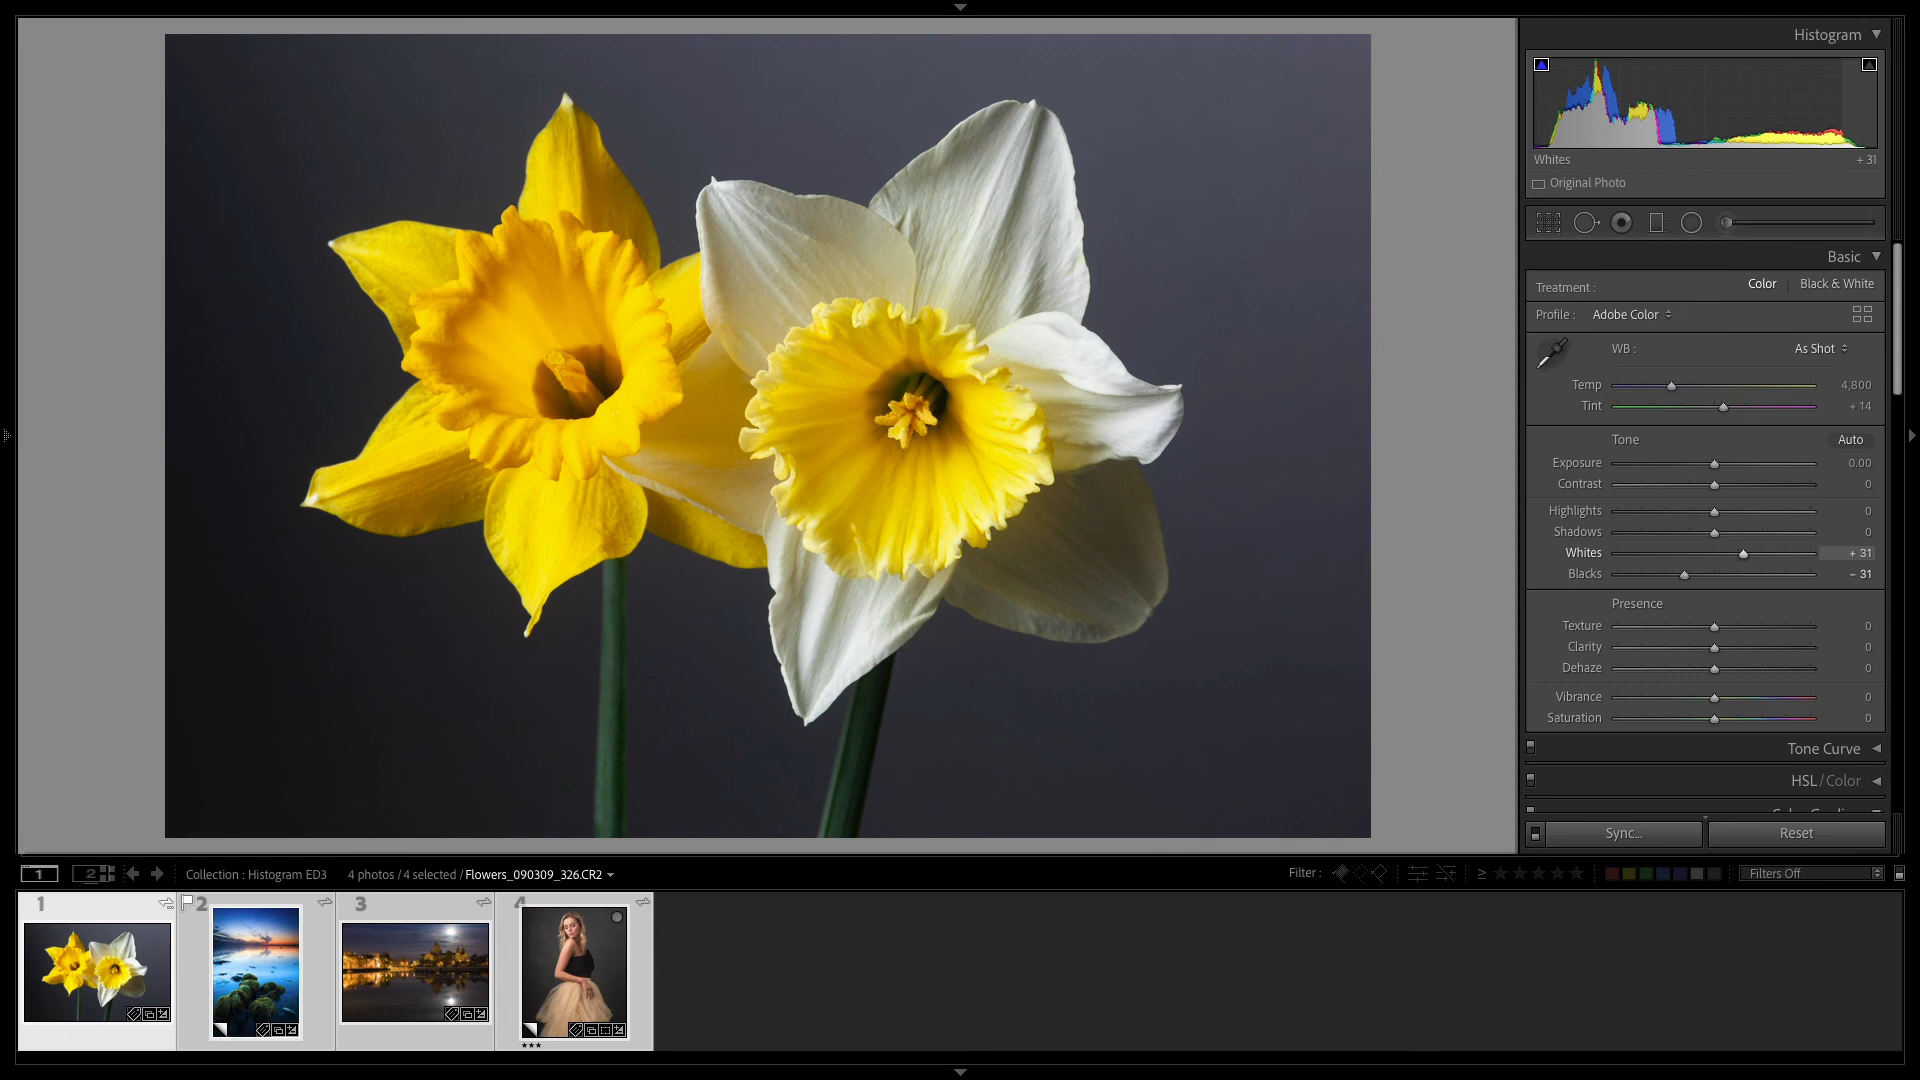 Histogram
Whites + 31
Original Photo
Basic
Treatment : Color Black & White
Profile : Adobe Color
WB : As Shot
Temp 4,800
Tint + 14
Tone Auto
Exposure 0.00
Contrast 0
Highlights 0
Shadows 0
Whites + 31
Blacks – 31
Presence
Texture 0
Clarity 0
Dehaze 0
Vibrance 0
Saturation 0
Tone Curve
HSL / Color
Sync... Reset
1 2 Collection : Histogram ED3 4 photos / 4 selected / Flowers_090309_326.CR2 Filter : ≥ Filters Off
1 2 3 4